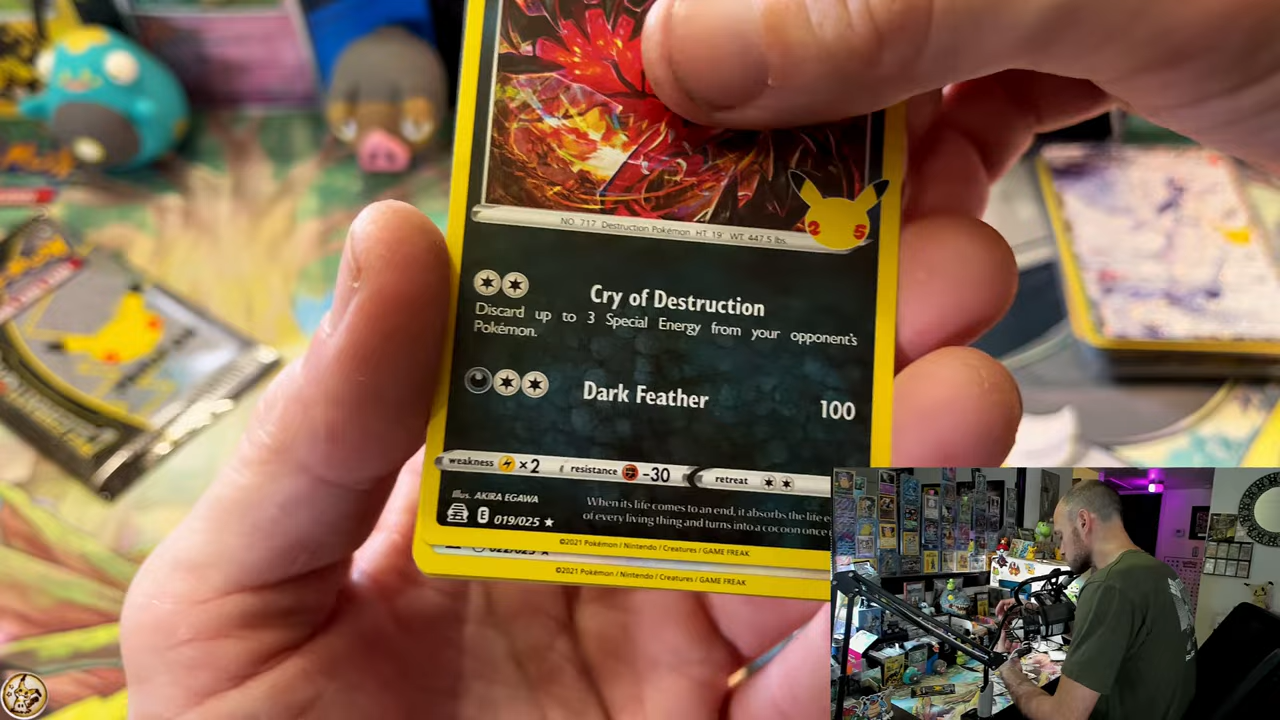 2 5
NO. 717 Destruction Pokémon HT 19' WT. 447.5 lbs.
Cry of Destruction
Discard up to 3 Special Energy from your opponent's
Pokémon.
Dark Feather 100
weakness ×2 resistance -30 retreat
Illus. AKIRA EGAWA
When its life comes to an end, it absorbs the life e
of every living thing and turns into a cocoon once
E 019/025 ★
©2021 Pokémon / Nintendo / Creatures / GAME FREAK
©2021 Pokémon / Nintendo / Creatures / GAME FREAK